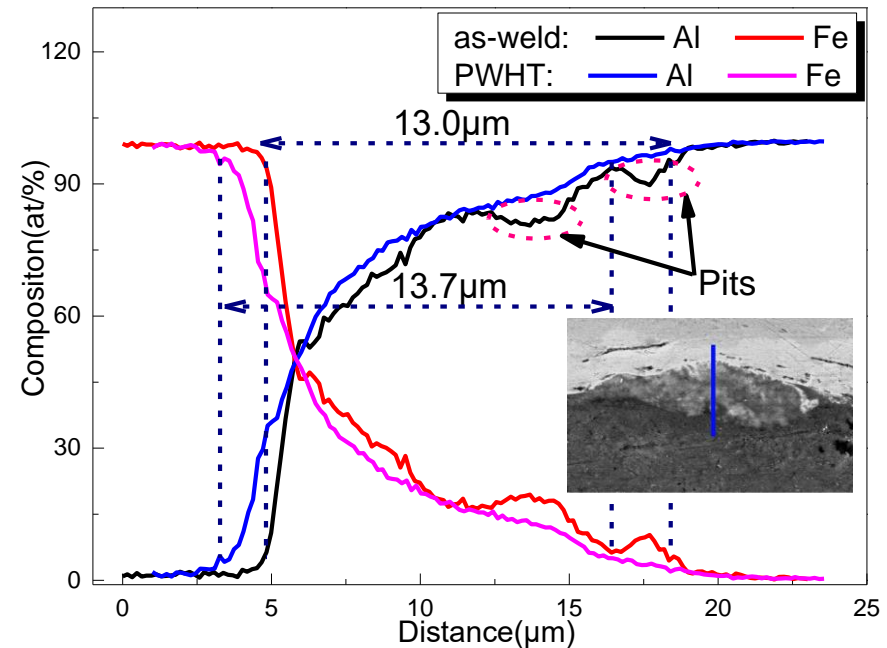 as-weld: Al Fe
PWHT: Al Fe
120
13.0µm
90
13.7µm
Pits
60
30
0
Compositon(at/%)
0 5 10 15 20 25
Distance(µm)